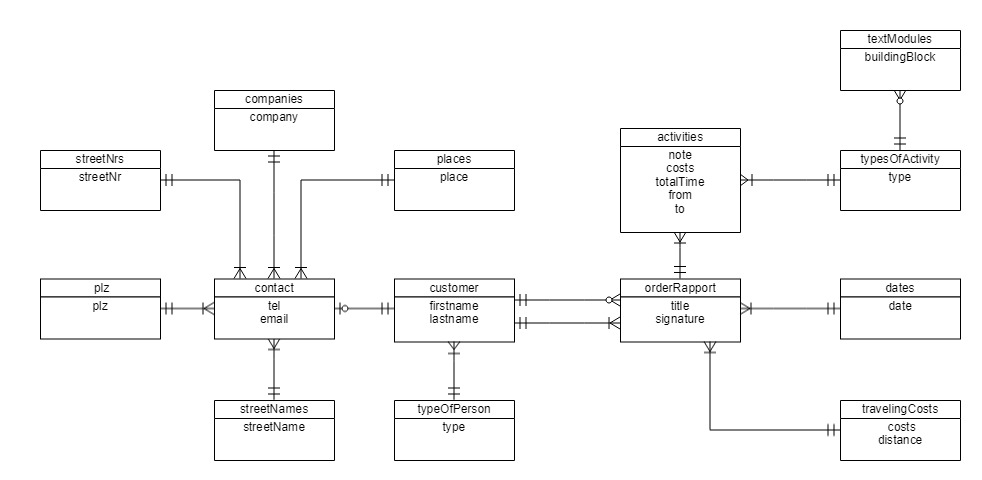 textModules
buildingBlock
companies
company
activities
note
costs
totalTime
from
to
streetNrs
streetNr
places
place
typesOfActivity
type
plz
plz
contact
tel
email
customer
firstname
lastname
orderRapport
title
signature
dates
date
streetNames
streetName
typeOfPerson
type
travelingCosts
costs
distance